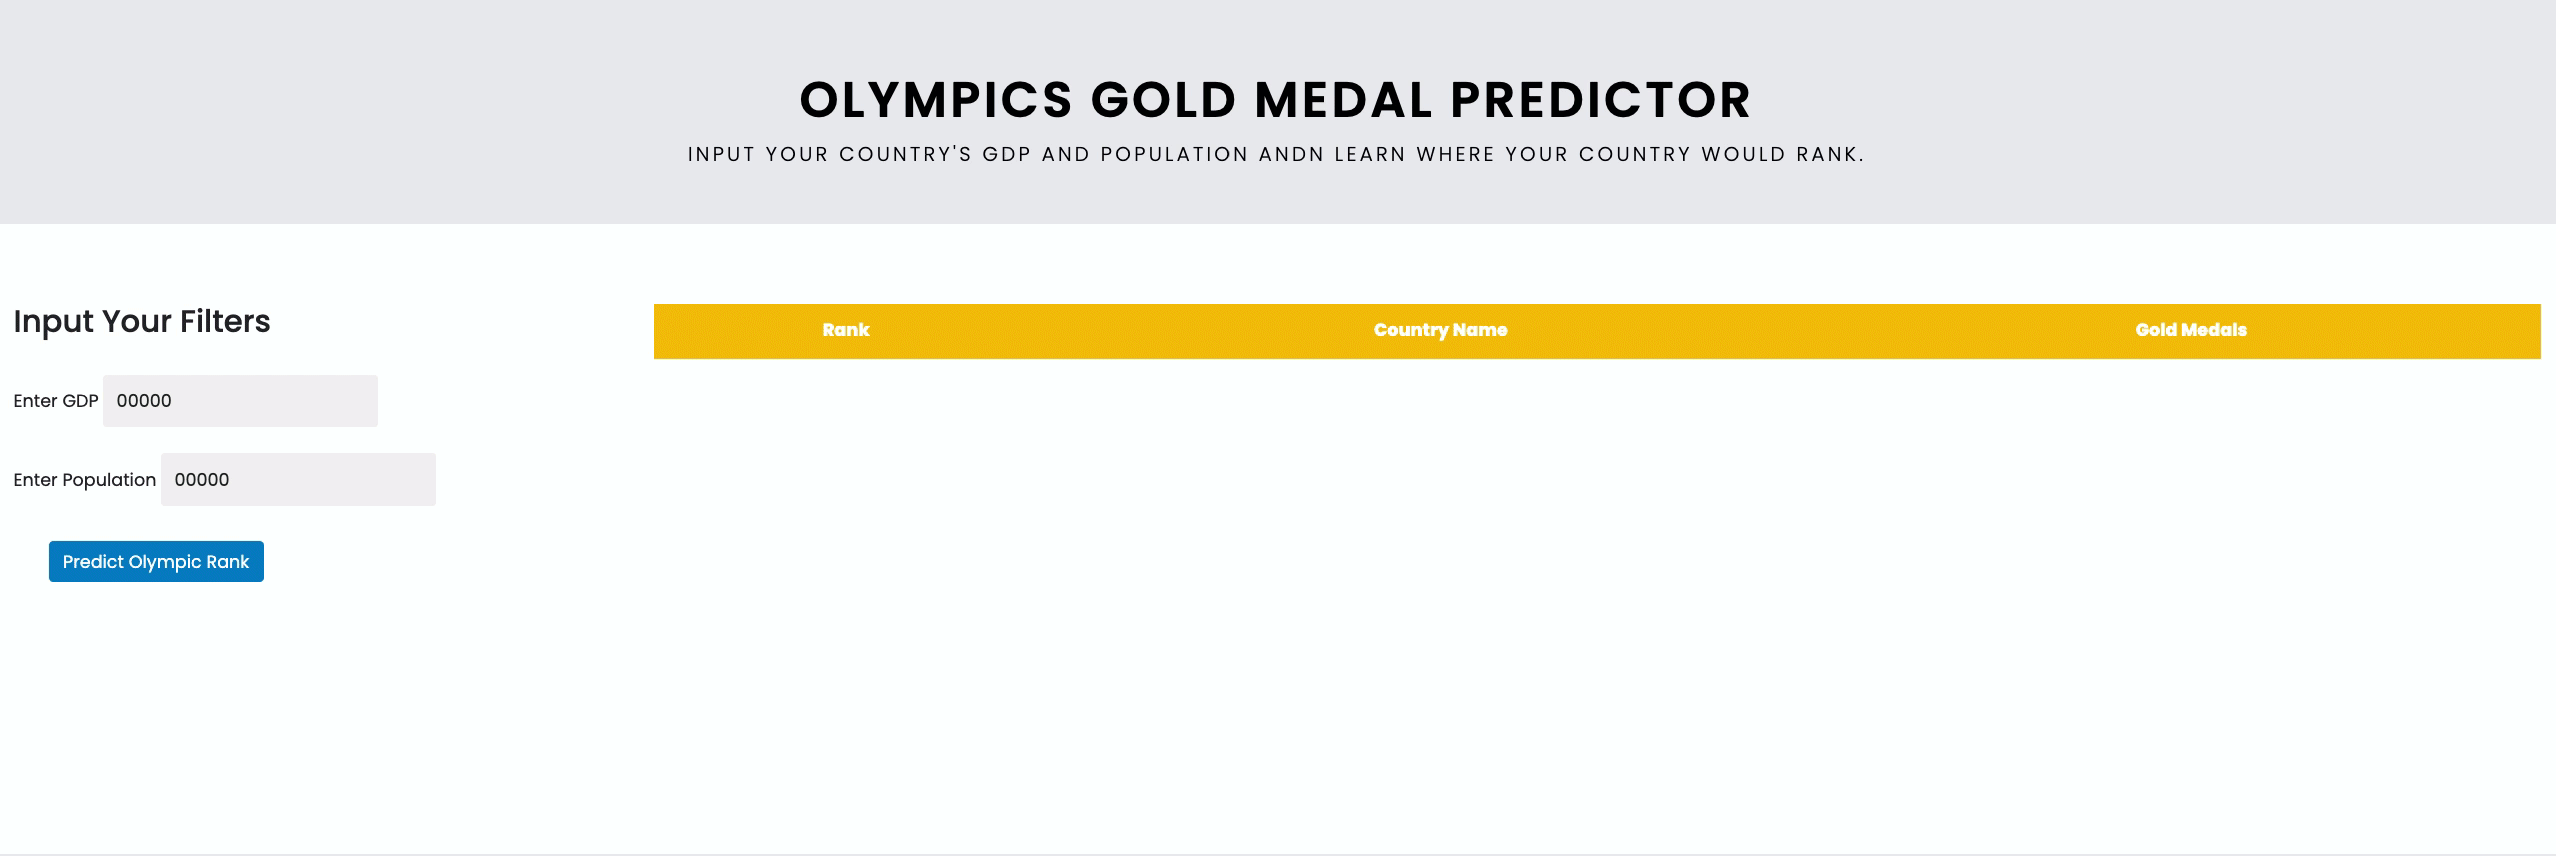 OLYMPICS GOLD MEDAL PREDICTOR
INPUT YOUR COUNTRY'S GDP AND POPULATION ANDN LEARN WHERE YOUR COUNTRY WOULD RANK.
Input Your Filters
Rank Country Name Gold Medals
Enter GDP 00000
Enter Population 00000
Predict Olympic Rank